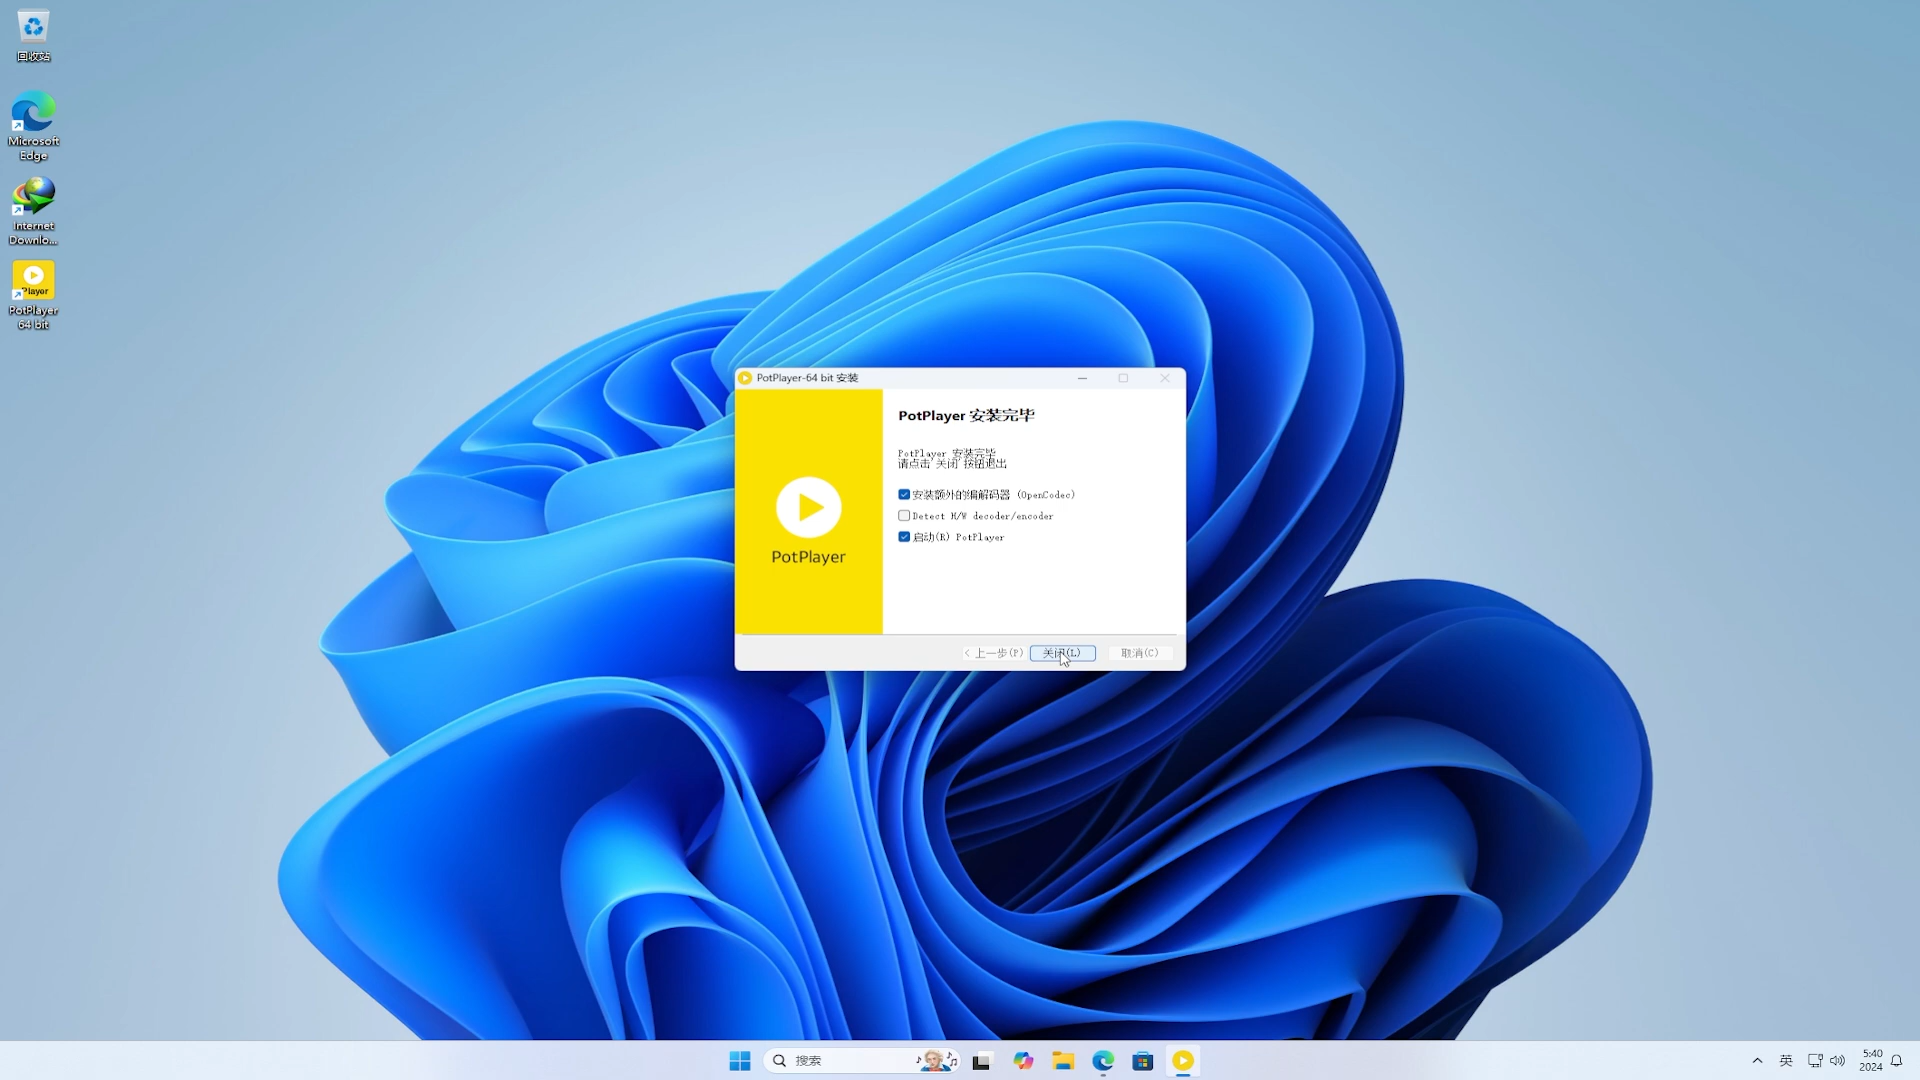 回收站
Microsoft
Edge
Internet
Downlo...
Player
PotPlayer
64 bit
PotPlayer-64 bit 安装
PotPlayer
PotPlayer 安装完毕
PotPlayer 安装完毕
请点击'关闭'按钮退出
安装额外的编解码器 (OpenCodec)
Detect H/W decoder/encoder
启动(R) PotPlayer
< 上一步(P)
关闭(L)
取消(C)
搜索
英
5:40
2024